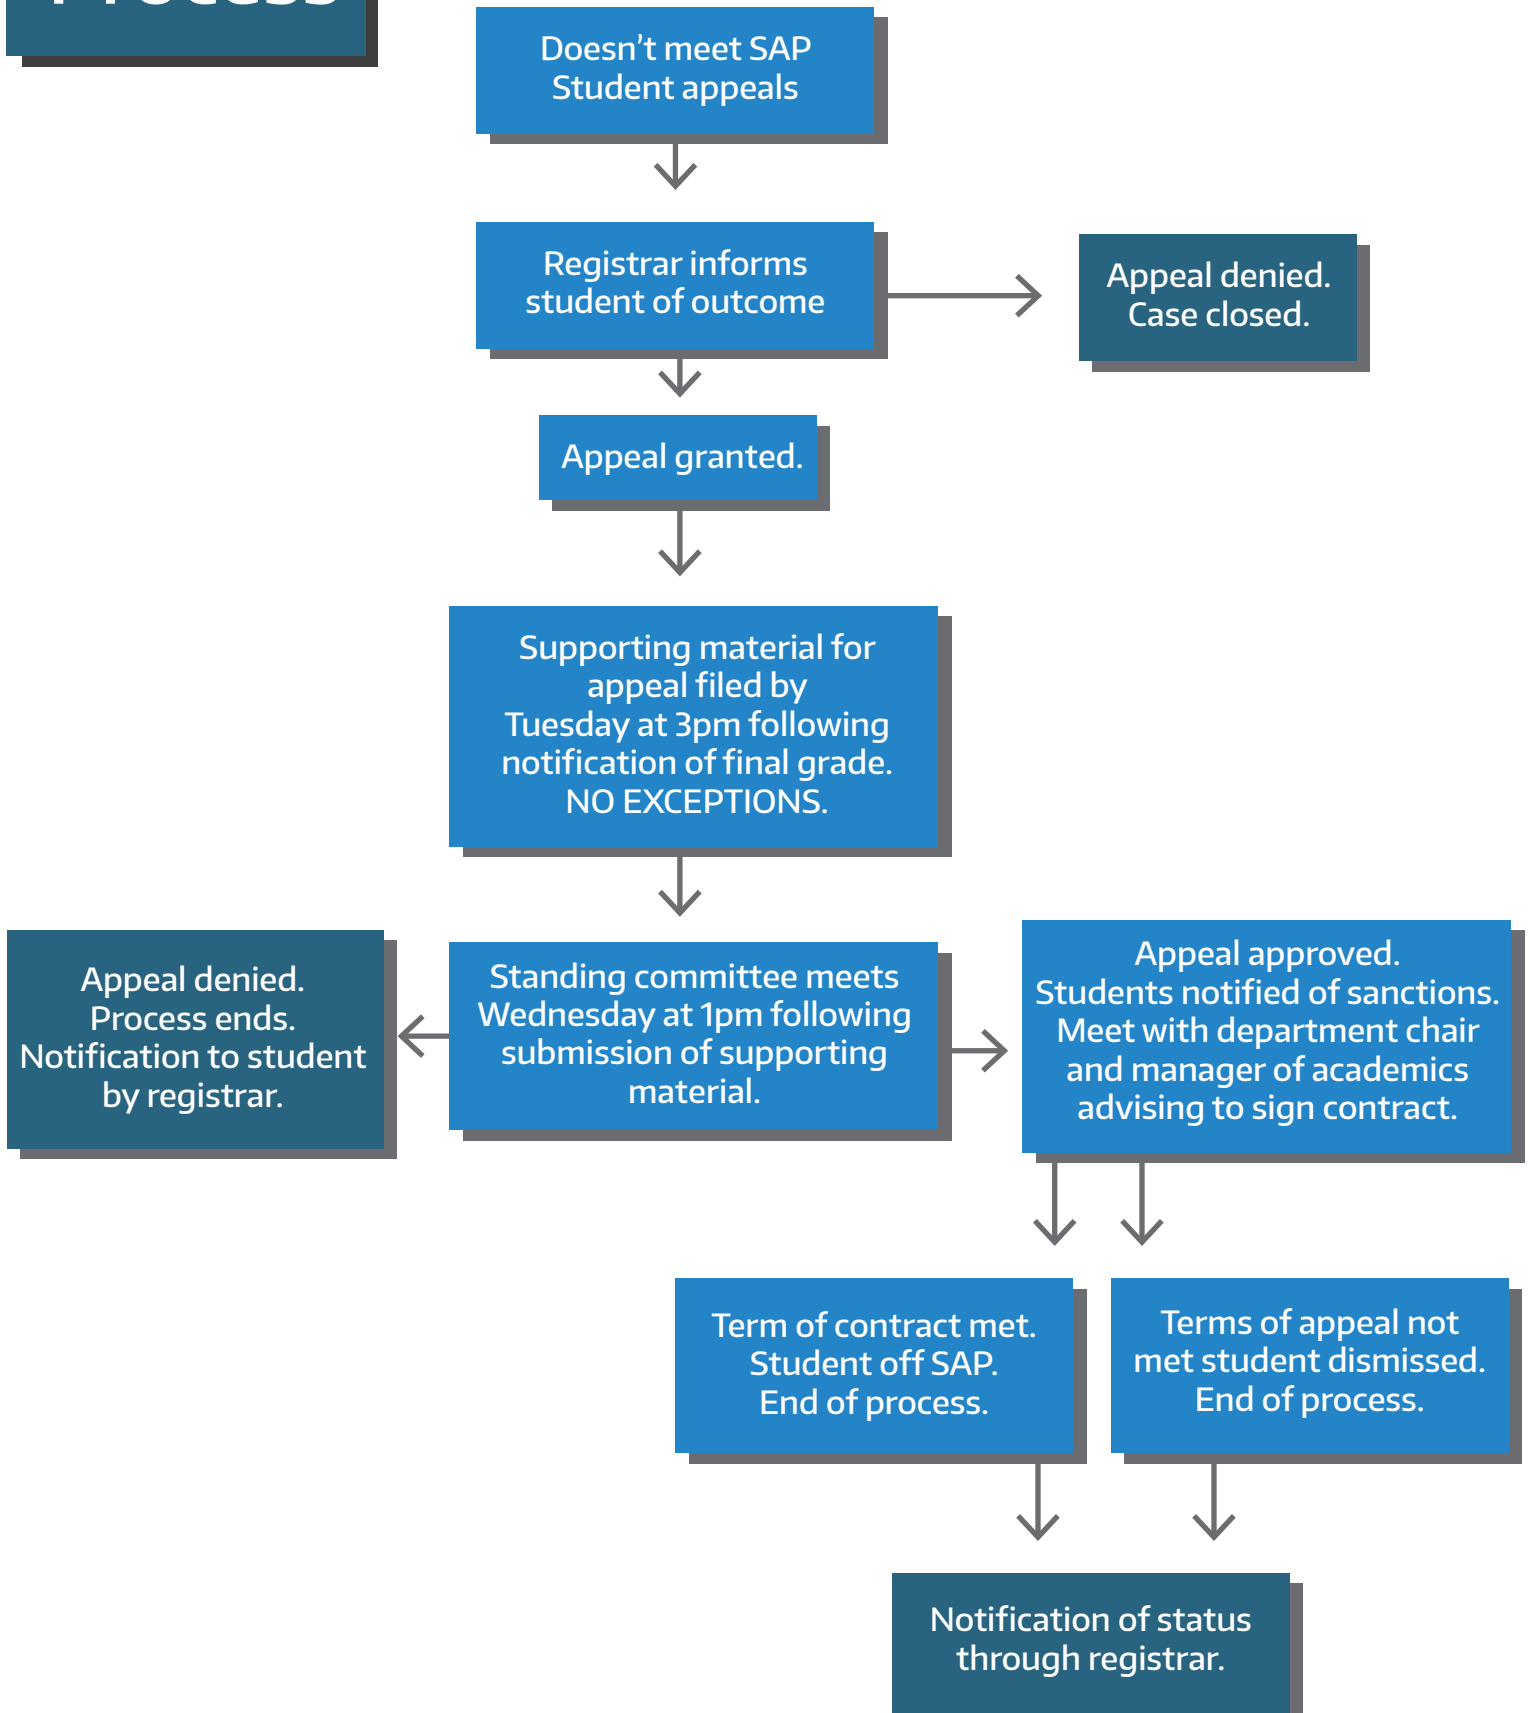 Process
Doesn’t meet SAP
Student appeals
Registrar informs
student of outcome
Appeal denied.
Case closed.
Appeal granted.
Supporting material for
appeal filed by
Tuesday at 3pm following
notification of final grade.
NO EXCEPTIONS.
Appeal denied.
Process ends.
Notification to student
by registrar.
Standing committee meets
Wednesday at 1pm following
submission of supporting
material.
Appeal approved.
Students notified of sanctions.
Meet with department chair
and manager of academics
advising to sign contract.
Term of contract met.
Student off SAP.
End of process.
Terms of appeal not
met student dismissed.
End of process.
Notification of status
through registrar.